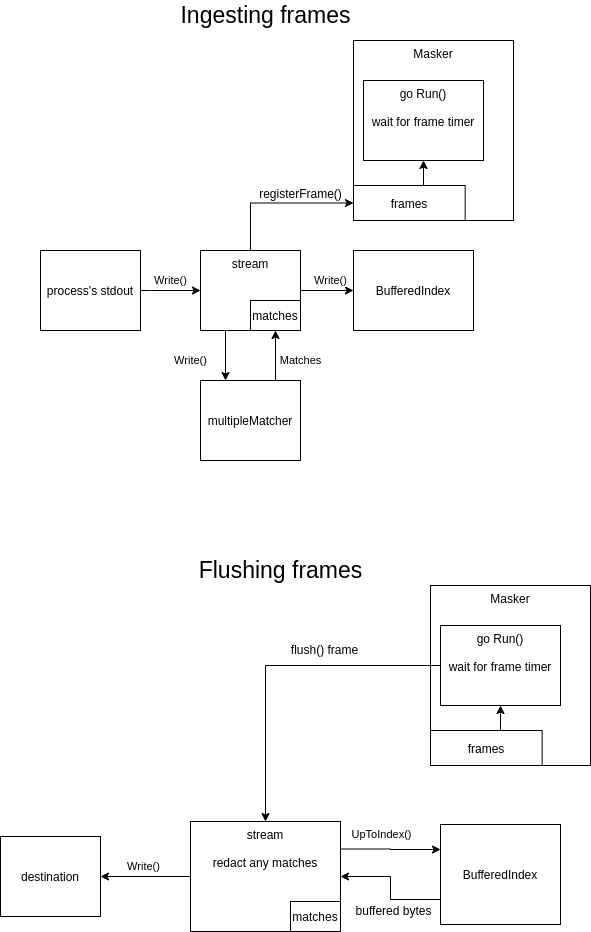 Ingesting frames
Masker
go Run()
wait for frame timer
registerFrame()
frames
process's stdout
Write()
stream
matches
Write()
BufferedIndex
Write()
Matches
multipleMatcher
Flushing frames
Masker
go Run()
wait for frame timer
flush() frame
frames
destination
Write()
stream
redact any matches
matches
UpToIndex()
BufferedIndex
buffered bytes